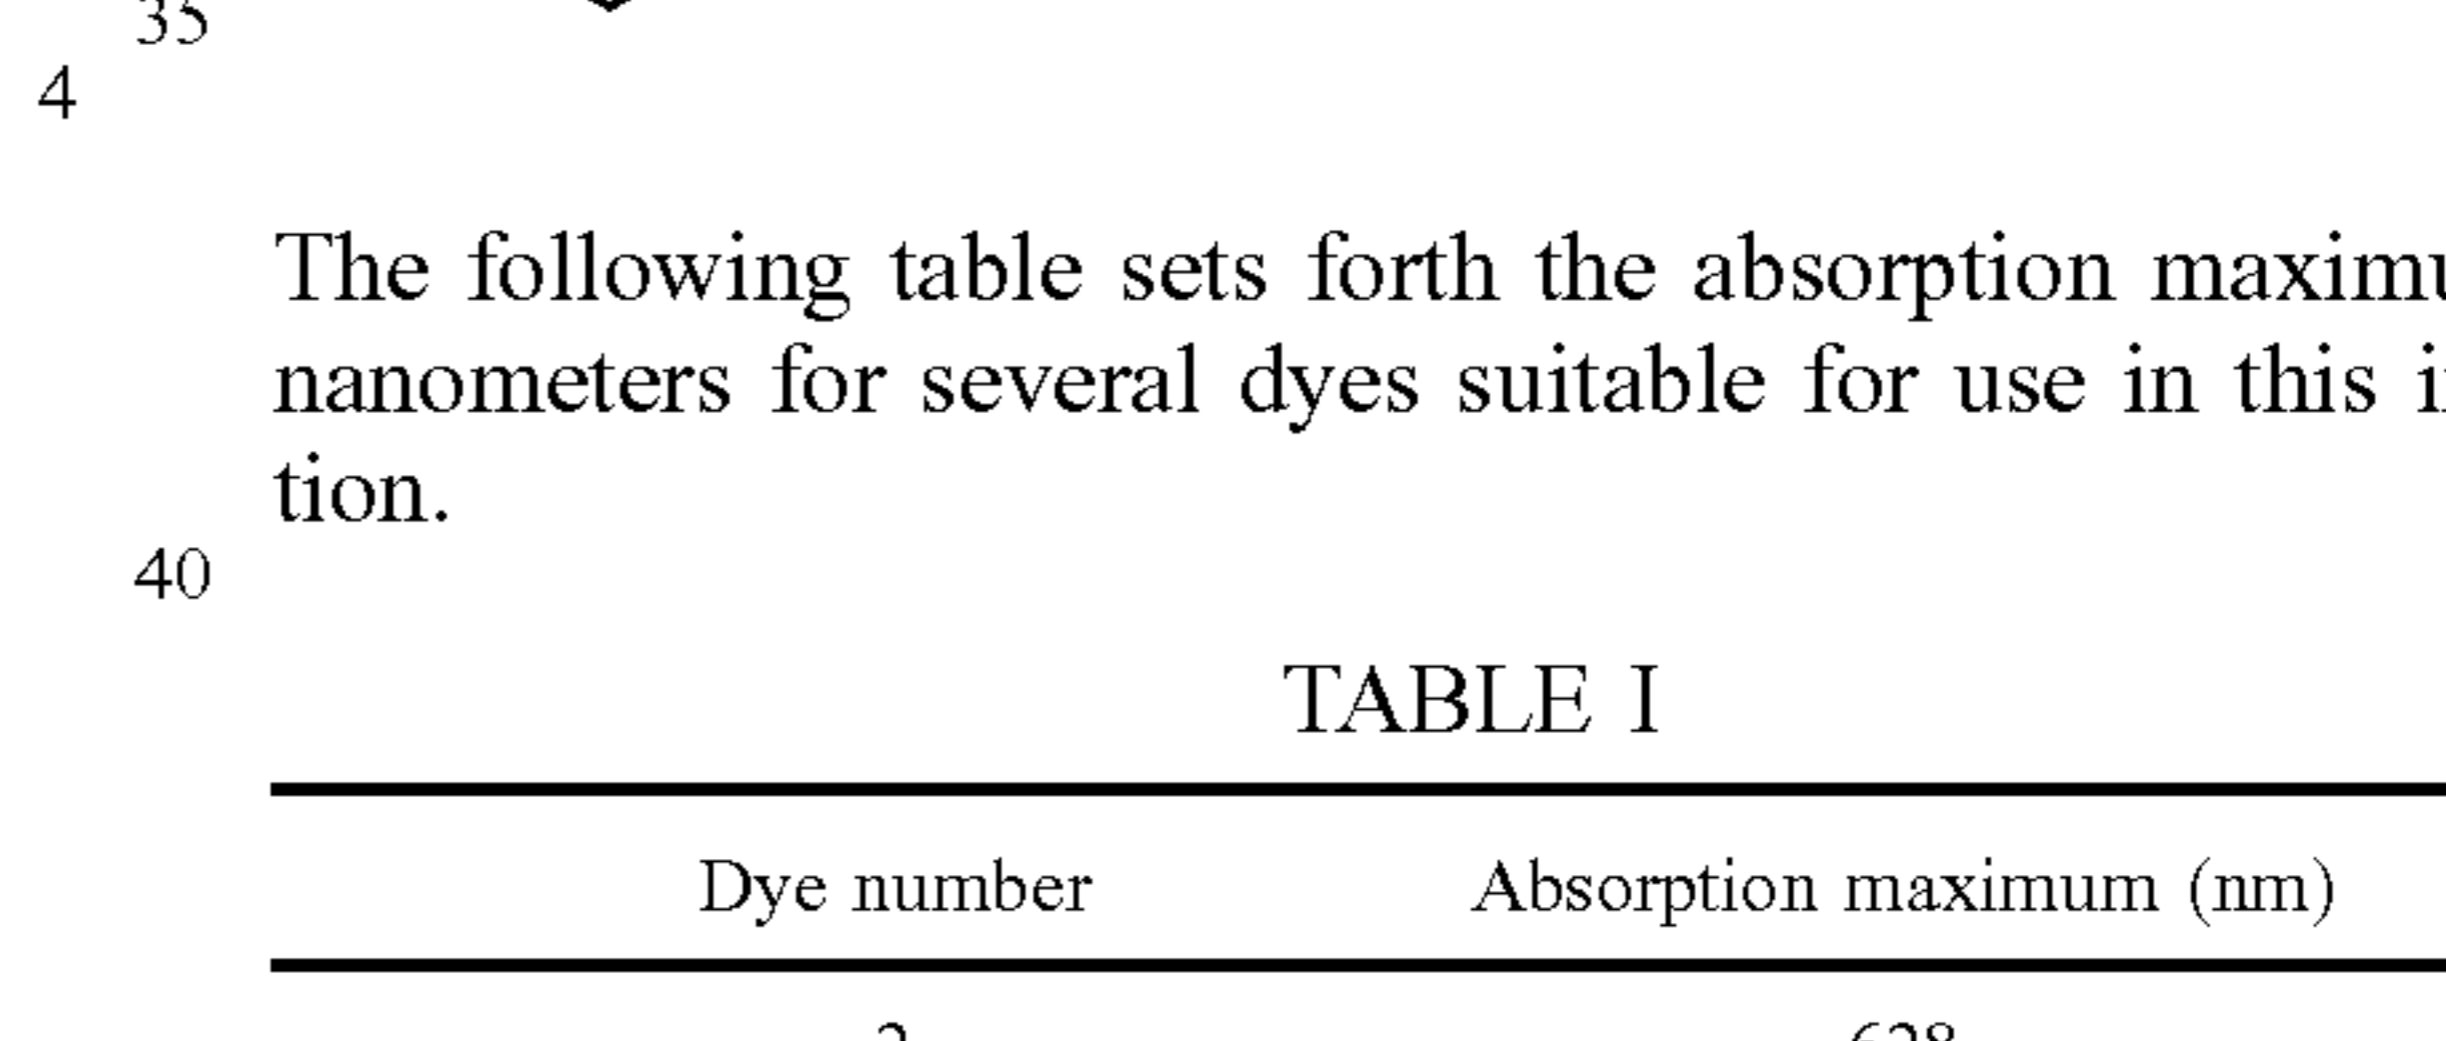 35
4
The following table sets forth the absorption
nanometers for several dyes suitable for use in this
tion.
40
TABLE I
Dye number Absorption maximum (nm)